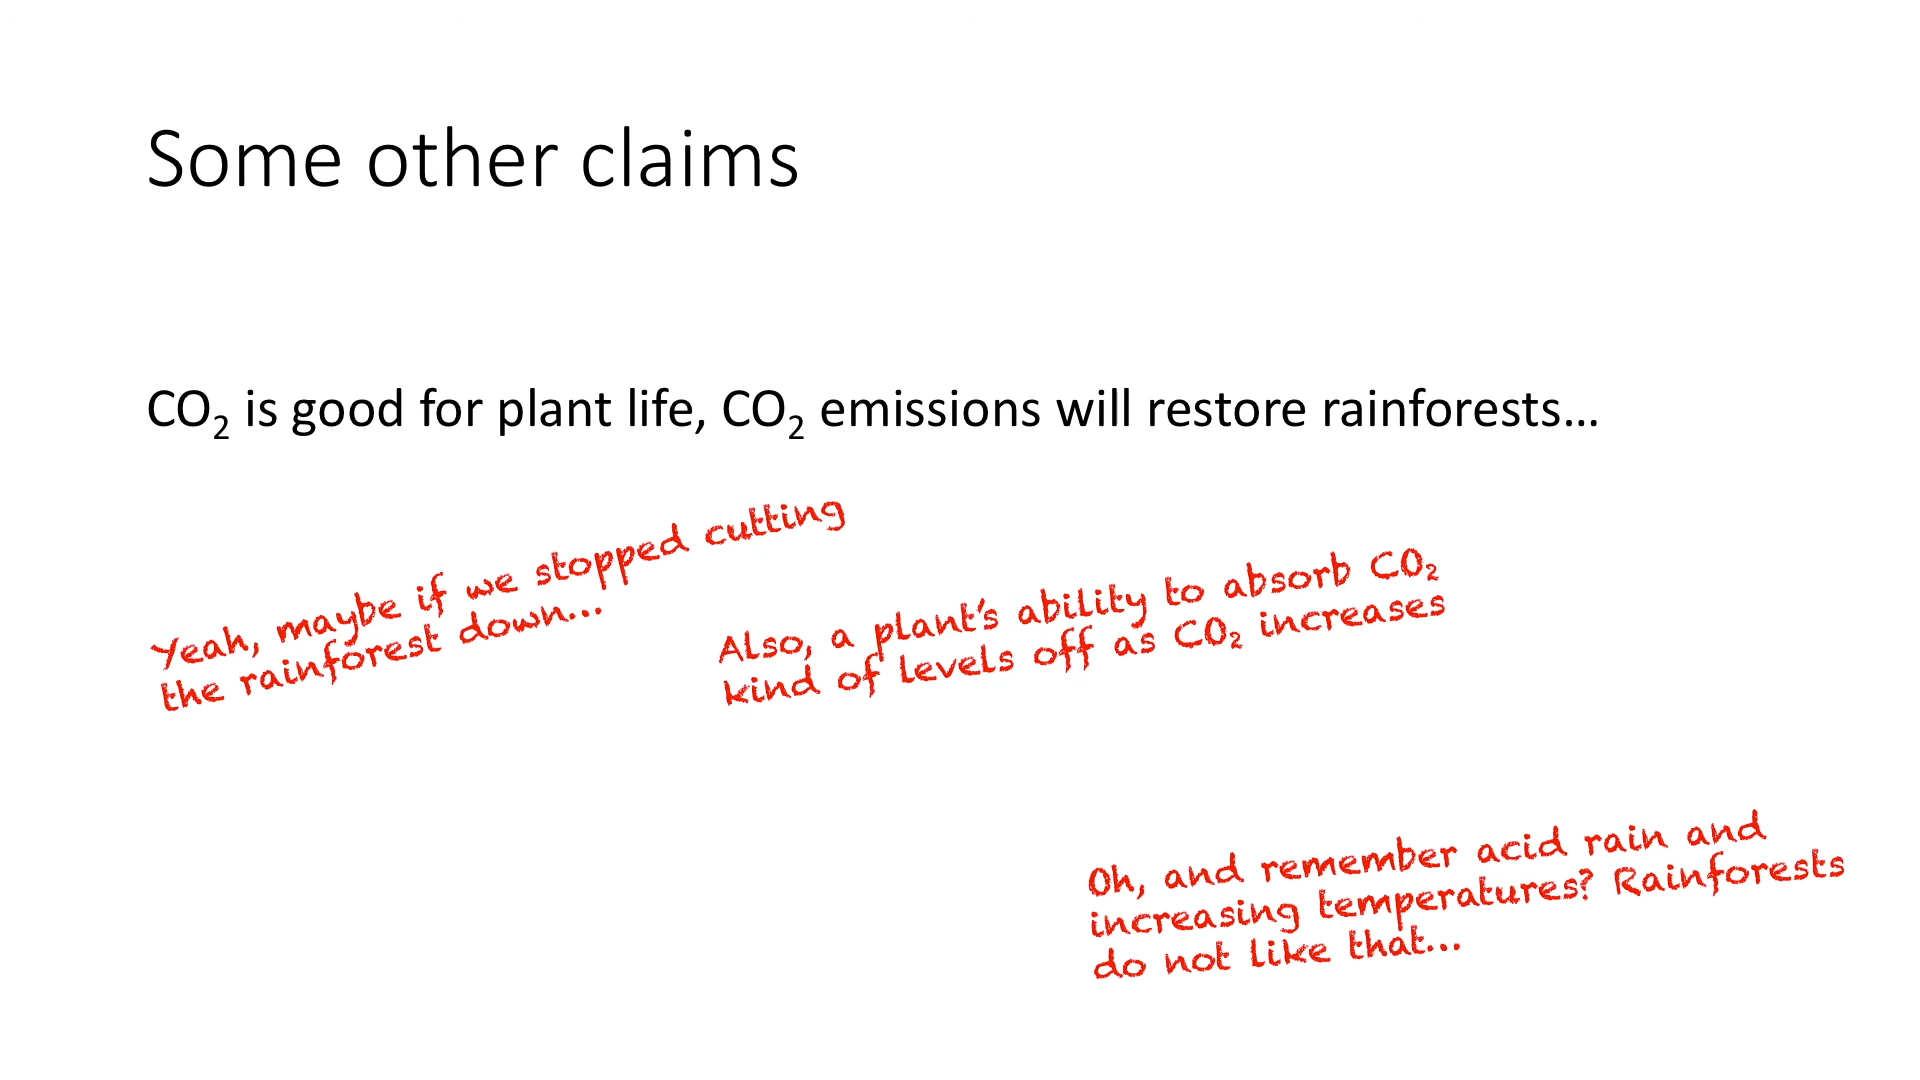 Some other claims
CO₂ is good for plant life, CO₂ emissions will restore rainforests…
Yeah, maybe if we stopped cutting
the rainforest down…
Also, a plant's ability to absorb CO₂
kind of levels off as CO₂ increases
Oh, and remember acid rain and
increasing temperatures? Rainforests
do not like that…